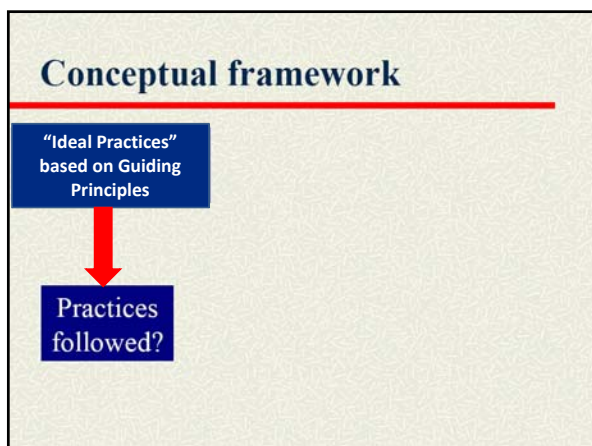 Conceptual framework
“Ideal Practices”
based on Guiding
Principles
Practices
followed?